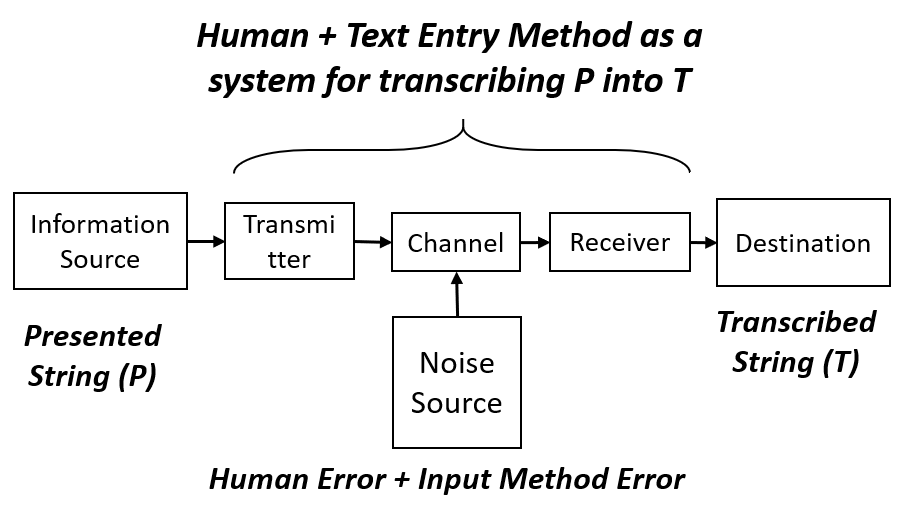 Human + Text Entry Method as a
system for transcribing P into T
Information
Source
Transmi
tter
Channel
Receiver
Destination
Presented
String (P)
Noise
Source
Transcribed
String (T)
Human Error + Input Method Error